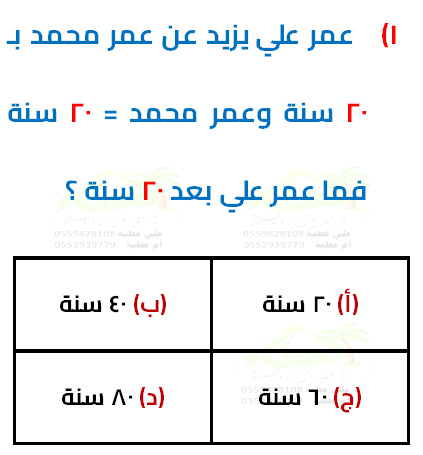 ١) عمر علي يزيد عن عمر محمد بـ
٢٠ سنة وعمر محمد = ٢٠ سنة
فما عمر علي بعد ٢٠ سنة ؟
علي عطية 0559828108
أم عطية 0552939779
علي عطية 0559828108
أم عطية 0552939779
(أ) ٢٠ سنة
(ب) ٤٠ سنة
(ج) ٦٠ سنة
(د) ٨٠ سنة